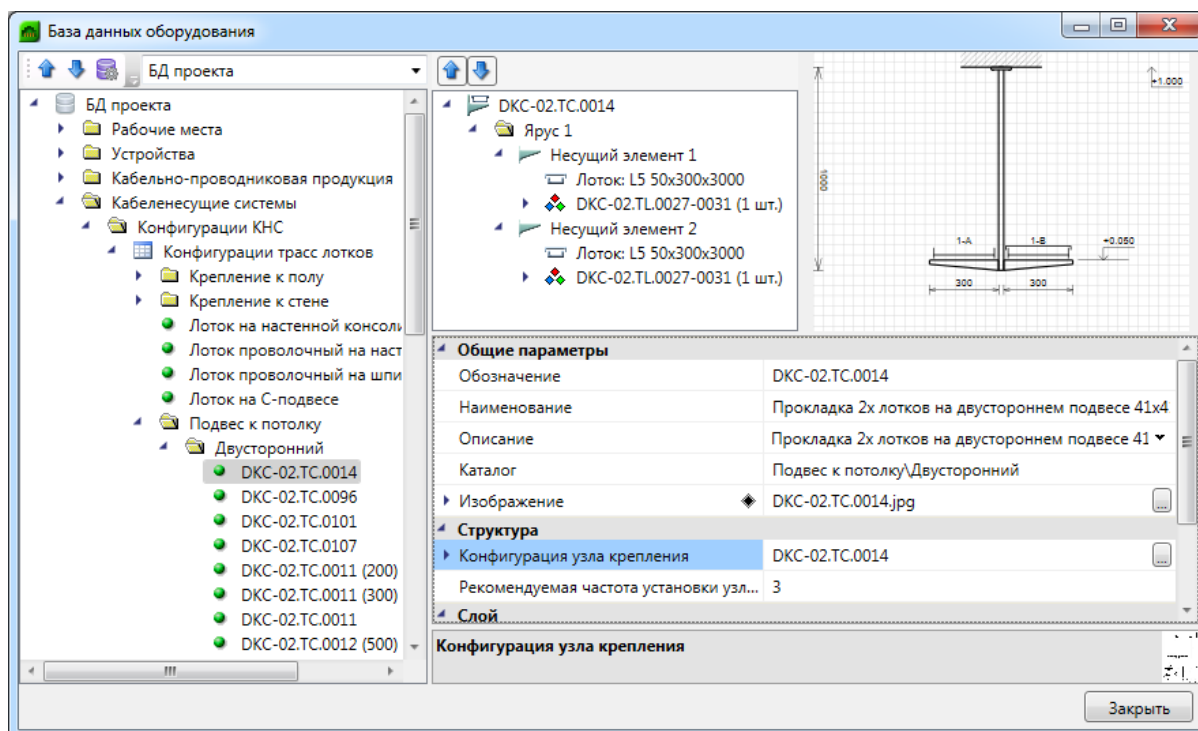 База данных оборудования
БД проекта
БД проекта
Рабочие места
Устройства
Кабельно-проводниковая продукция
Кабеленесущие системы
Конфигурации КНС
Конфигурации трасс лотков
Крепление к полу
Крепление к стене
Лоток на настенной консоли
Лоток проволочный на наст
Лоток проволочный на шпи
Лоток на С-подвесе
Подвес к потолку
Двусторонний
DKC-02.TC.0014
DKC-02.TC.0096
DKC-02.TC.0101
DKC-02.TC.0107
DKC-02.TC.0011 (200)
DKC-02.TC.0011 (300)
DKC-02.TC.0011
DKC-02.TC.0012 (500)
DKC-02.TC.0014
Ярус 1
Несущий элемент 1
Лоток: L5 50x300x3000
DKC-02.TL.0027-0031 (1 шт.)
Несущий элемент 2
Лоток: L5 50x300x3000
DKC-02.TL.0027-0031 (1 шт.)
+1.000
1000
1-A 1-B +0.050
300 300
Общие параметры
Обозначение DKC-02.TC.0014
Наименование Прокладка 2х лотков на двустороннем подвесе 41х4
Описание Прокладка 2х лотков на двустороннем подвесе 41
Каталог Подвес к потолку\Двусторонний
Изображение DKC-02.TC.0014.jpg ...
Структура
Конфигурация узла крепления DKC-02.TC.0014 ...
Рекомендуемая частота установки узл... 3
Слой
Конфигурация узла крепления
Закрыть